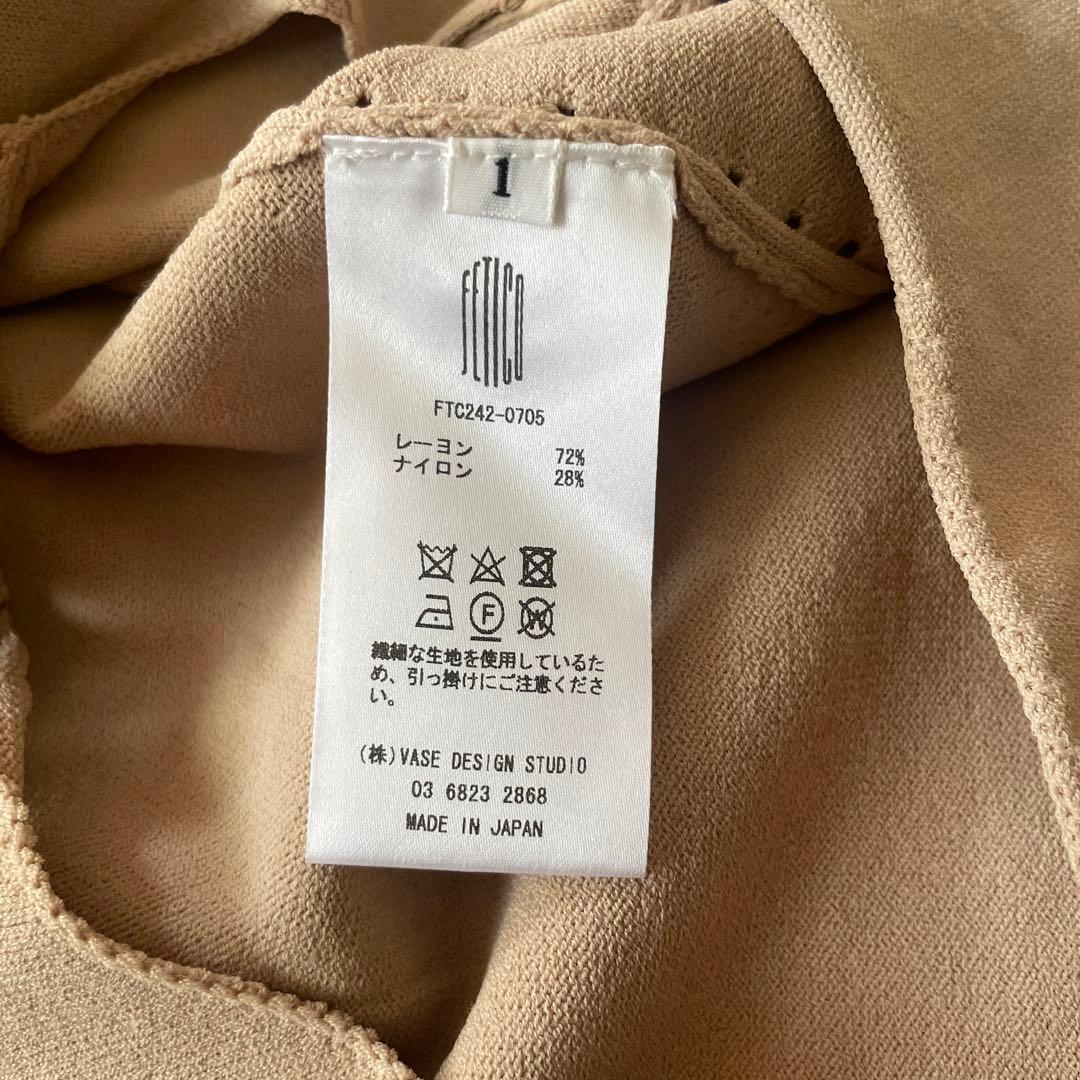 1
FETICO
FTC242-0705
レーヨン 72%
ナイロン 28%
F
W
繊細な生地を使用しているた
め、引っ掛けにご注意くださ
い。
(株)VASE DESIGN STUDIO
03 6823 2868
MADE IN JAPAN